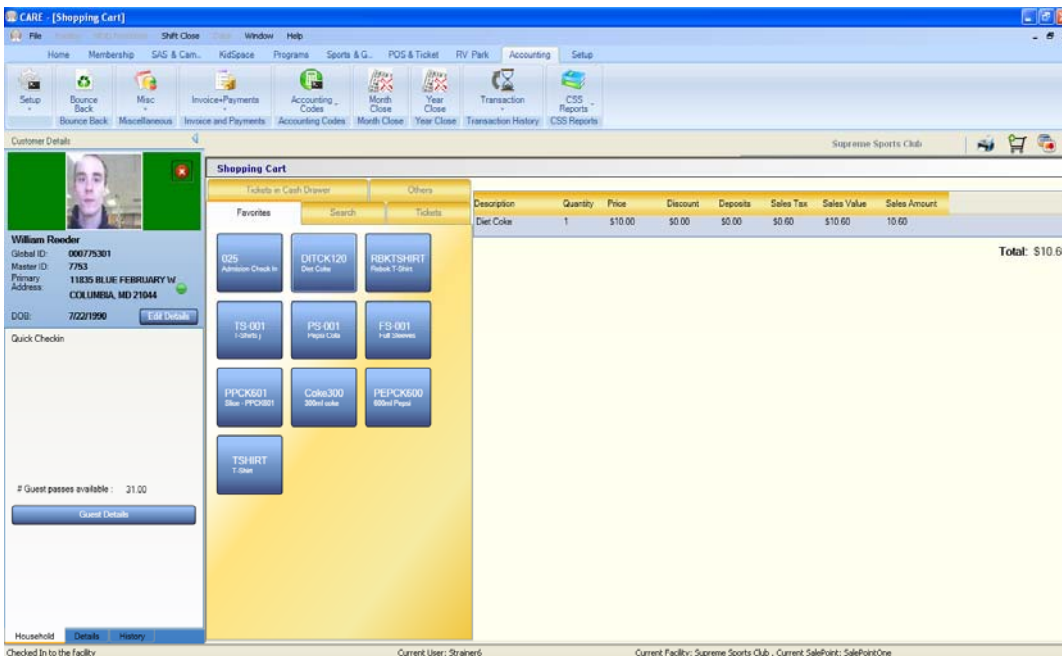 CARE - [Shopping Cart]
File Shift Close Window Help
Home Membership SAS & Cam.. KidSpace Programs Sports & G.. POS & Ticket RV Park Accounting Setup
Setup Bounce Back Misc Invoice+Payments Accounting Codes Month Close Year Close Transaction CSS Reports
Bounce Back Miscellaneous Invoice and Payments Accounting Codes Month Close Year Close Transaction History CSS Reports
Customer Details
Supreme Sports Club
Shopping Cart
Tickets in Cash Drawer Others
Favorites Search Tickets
Description Quantity Price Discount Deposits Sales Tax Sales Value Sales Amount
Diet Coke 1 $10.00 $0.00 $0.00 $0.60 $10.60 10.60
Total: $10.6
William Reeder
Global ID: 000775301
Master ID: 7753
Primary Address: 11835 BLUE FEBRUARY W
COLUMBIA, MD 21044
DOB: 7/22/1990 Edit Details
Quick Checkin
025
Admission Check In
DITCK120
Diet Coke
RBKTSHIRT
Rebok T-Shirt
TS-001
T-Shirts j
PS-001
Pepsi Cola
FS-001
Full Sleeves
PPCK601
Slice - PPCK601
Coke300
300ml coke
PEPCK600
600ml Pepsi
TSHIRT
T-Shirt
# Guest passes available : 31.00
Guest Details
Household Details History
Checked In to the facility Current User: Strainer6 Current Facility: Supreme Sports Club , Current SalePoint: SalePointOne